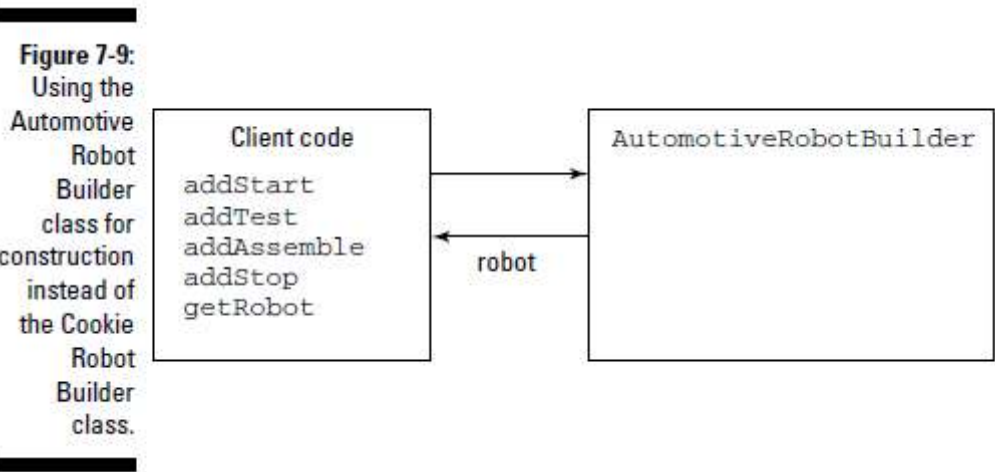 Figure 7-9:
Using the
Automotive
Robot
Builder
class for
construction
instead of
the Cookie
Robot
Builder
class.
Client code
addStart
addTest
addAssemble
addStop
getRobot
robot
AutomotiveRobotBuilder